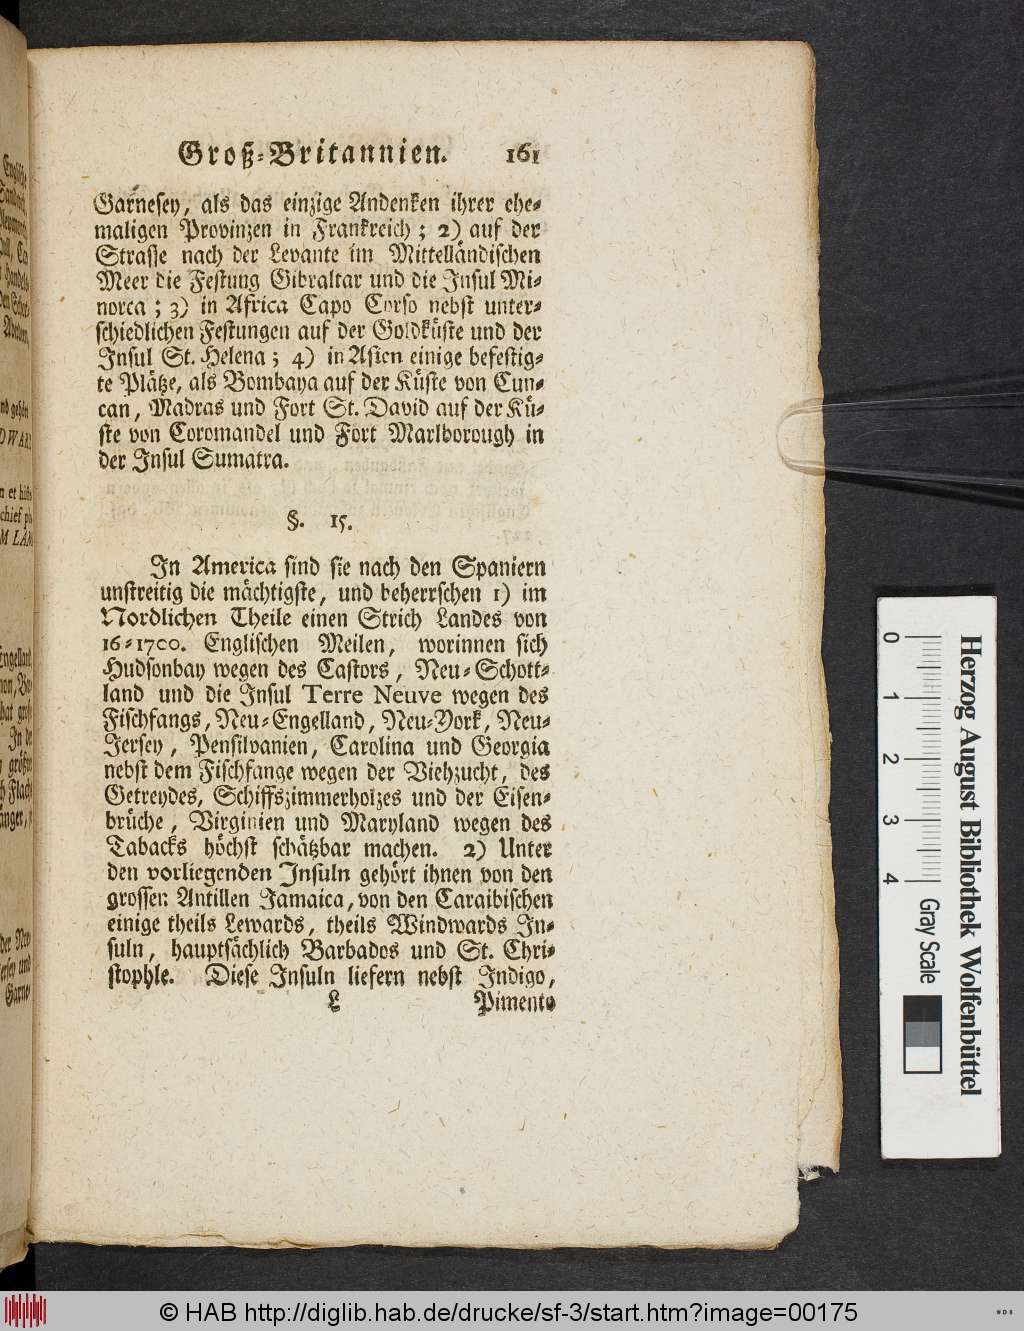 Groß-Britannien. 161
Garnesey, als das einzige Andenken ihrer ehe-
maligen Provinzen in Frankreich; 2) auf der
Strasse nach der Levante im Mittelländischen
Meer die Festung Gibraltar und die Insul Mi-
norca; 3) in Africa Capo Corso nebst unter-
schiedlichen Festungen auf der Goldküste und der
Insul St. Helena; 4) in Asien einige befestig-
te Plätze, als Bombaya auf der Küste von Cun-
can, Madras und Fort St. David auf der Kü-
ste von Coromandel und Fort Marlborough in
der Insul Sumatra.
§. 15.
In America sind sie nach den Spaniern
unstreitig die mächtigste, und beherrschen 1) im
Nordlichen Theile einen Strich Landes von
16-1700. Englischen Meilen, worinnen sich
Hudsonbay wegen des Castors, Neu-Schott-
land und die Insul Terre Neuve wegen des
Fischfangs, Neu-Engelland, Neu-York, Neu-
Jersey, Pensilvanien, Carolina und Georgia
nebst dem Fischfange wegen der Viehzucht, des
Getreydes, Schiffszimmerholzes und der Eisen-
brüche, Virginien und Maryland wegen des
Tabacks höchst schätzbar machen. 2) Unter
den vorliegenden Insuln gehört ihnen von den
grossen Antillen Jamaica, von den Caraibischen
einige theils Lewards, theils Windwards In-
suln, hauptsächlich Barbados und St. Chri-
stophle. Diese Insuln liefern nebst Indigo,
L Pimento
0 1 2 3 4
Gray Scale
Herzog August Bibliothek Wolfenbüttel
© HAB http://diglib.hab.de/drucke/sf-3/start.htm?image=00175